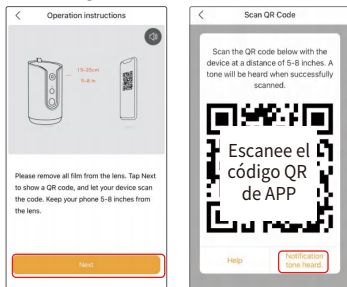 Operation instructions
15-20cm
5-8 in
Please remove all film from the lens. Tap Next
to show a QR code, and let your device scan
the code. Keep your phone 5-8 inches from
the lens.
Next
Scan QR Code
Scan the QR code below with the
device at a distance of 5-8 inches. A
tone will be heard when successfully
scanned.
Escanee el
código QR
de APP
Help
Notification
tone heard.